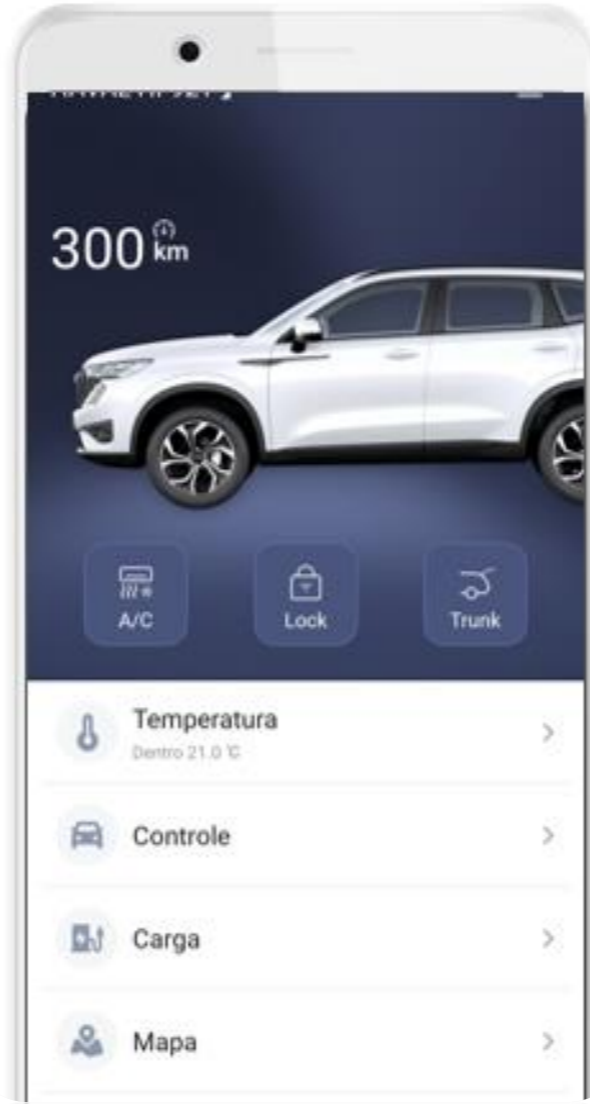 300 km
A/C
Lock
Trunk
Temperatura
Dentro 21.0 ℃
Controle
Carga
Mapa